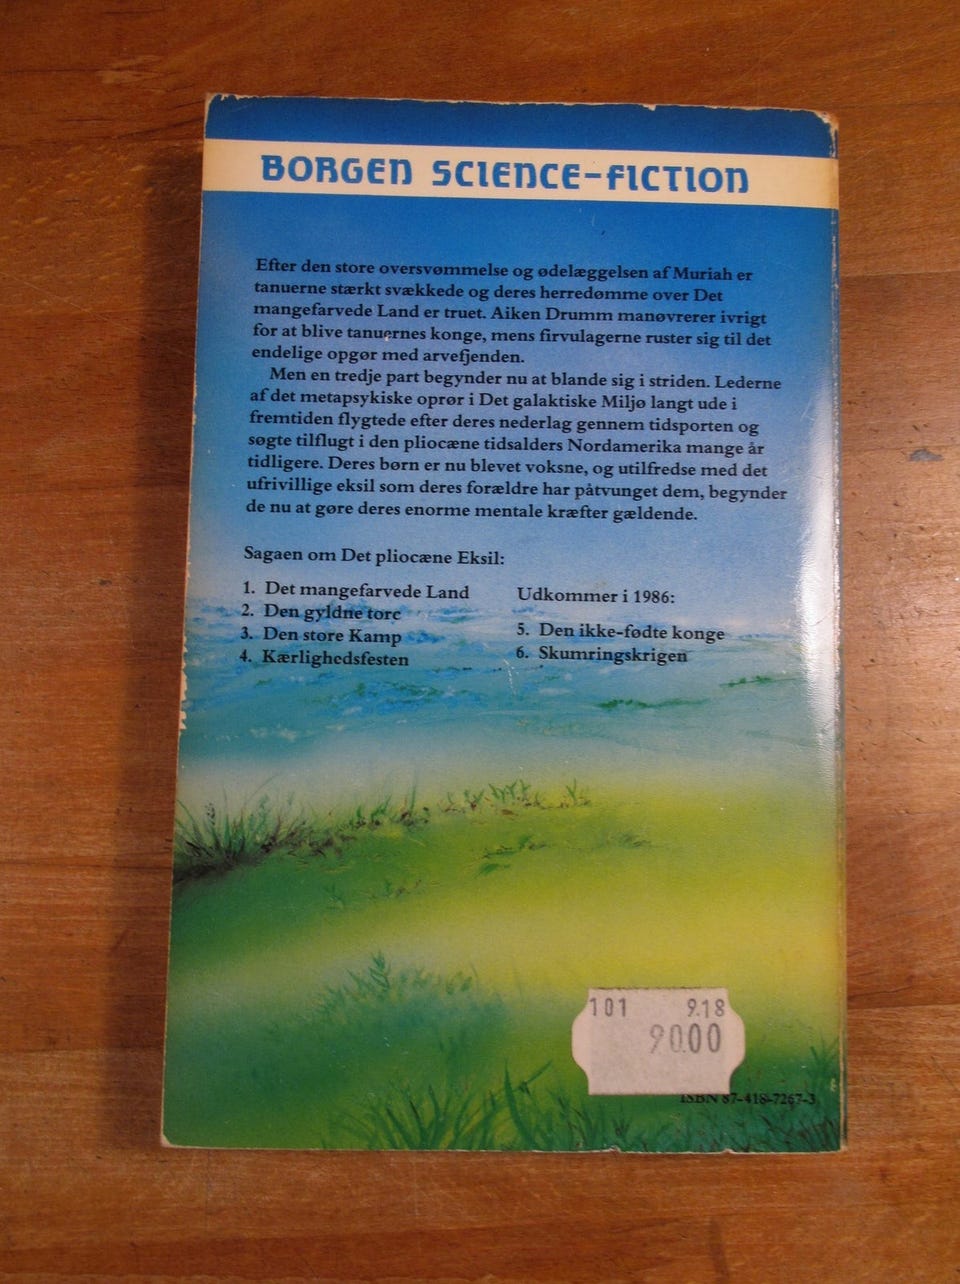 BORGEN SCIENCE-FICTION
Efter den store oversvømmelse og ødelæggelsen af Muriah er
tanuerne stærkt svækkede og deres herredømme over Det
mangefarvede Land er truet. Aiken Drumm manøvrerer ivrigt
for at blive tanuernes konge, mens firvulagerne ruster sig til det
endelige opgør med arvefjenden.
Men en tredje part begynder nu at blande sig i striden. Lederne
af det metapsykiske oprør i Det galaktiske Miljø langt ude i
fremtiden flygtede efter deres nederlag gennem tidsporten og
søgte tilflugt i den pliocæne tidsalders Nordamerika mange år
tidligere. Deres børn er nu blevet voksne, og utilfredse med det
ufrivillige eksil som deres forældre har påtvunget dem, begynder
de nu at gøre deres enorme mentale kræfter gældende.
Sagaen om Det pliocæne Eksil:
1. Det mangefarvede Land
2. Den gyldne torc
3. Den store Kamp
4. Kærlighedsfesten
Udkommer i 1986:
5. Den ikke-fødte konge
6. Skumringskrigen
101 9.18
90.00
ISBN 87-418-7267-3